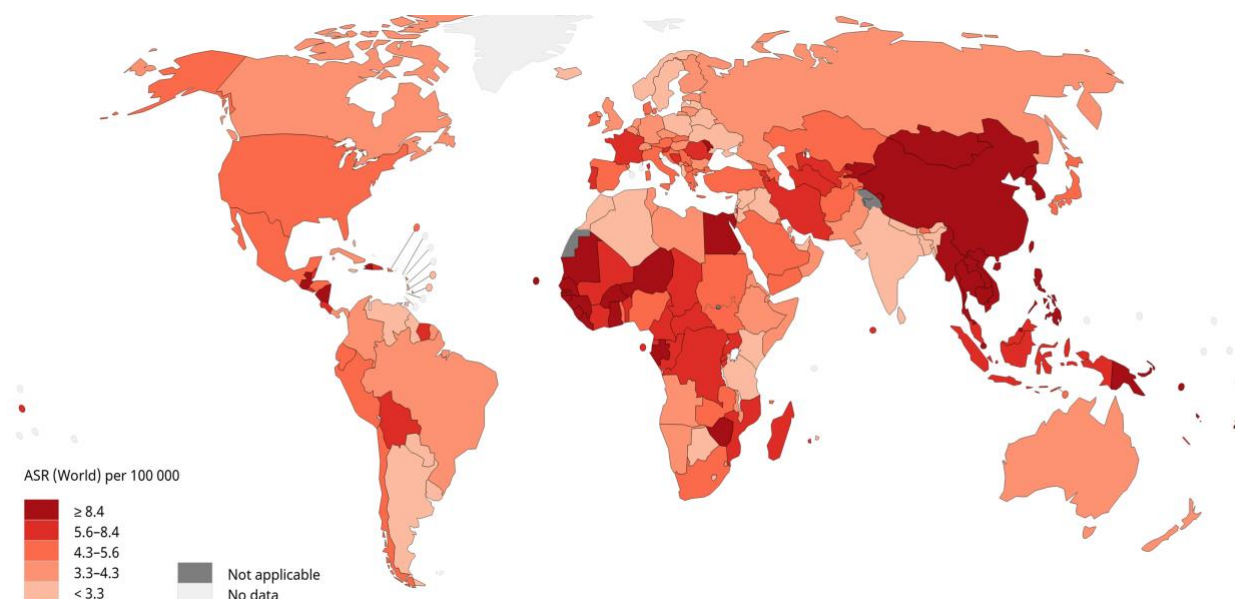 ASR (World) per 100 000
≥ 8.4
5.6–8.4
4.3–5.6
3.3–4.3
< 3.3
Not applicable
No data